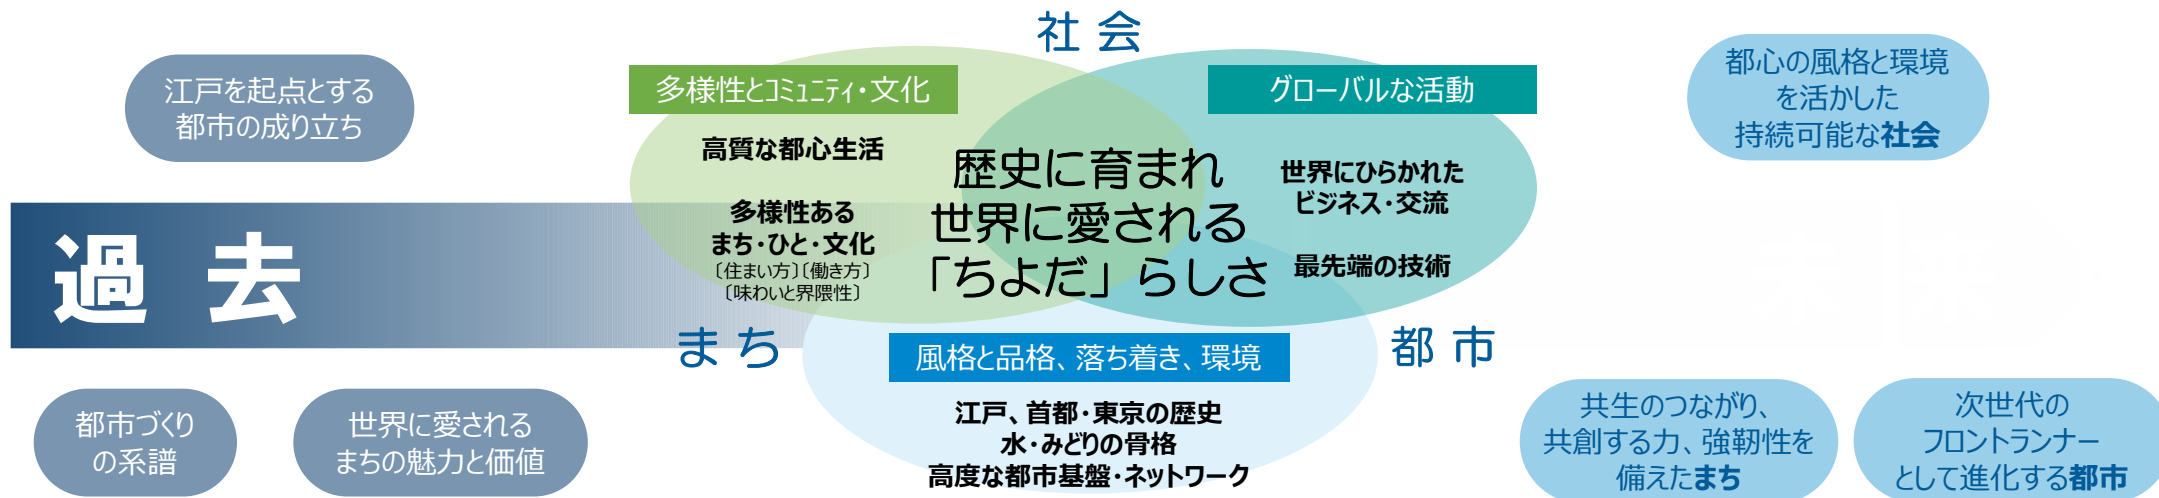 社 会
江戸を起点とする
都市の成り立ち
多様性とコミュニティ・文化
グローバルな活動
都心の風格と環境
を活かした
持続可能な社会
高質な都心生活
多様性ある
まち・ひと・文化
〔住まい方〕〔働き方〕
〔味わいと界隈性〕
歴史に育まれ
世界に愛される
「ちよだ」らしさ
世界にひらかれた
ビジネス・交流
最先端の技術
過 去
まち
都 市
風格と品格、落ち着き、環境
江戸、首都・東京の歴史
水・みどりの骨格
高度な都市基盤・ネットワーク
都市づくり
の系譜
世界に愛される
まちの魅力と価値
共生のつながり、
共創する力、強靭性を
備えたまち
次世代の
フロントランナー
として進化する都市